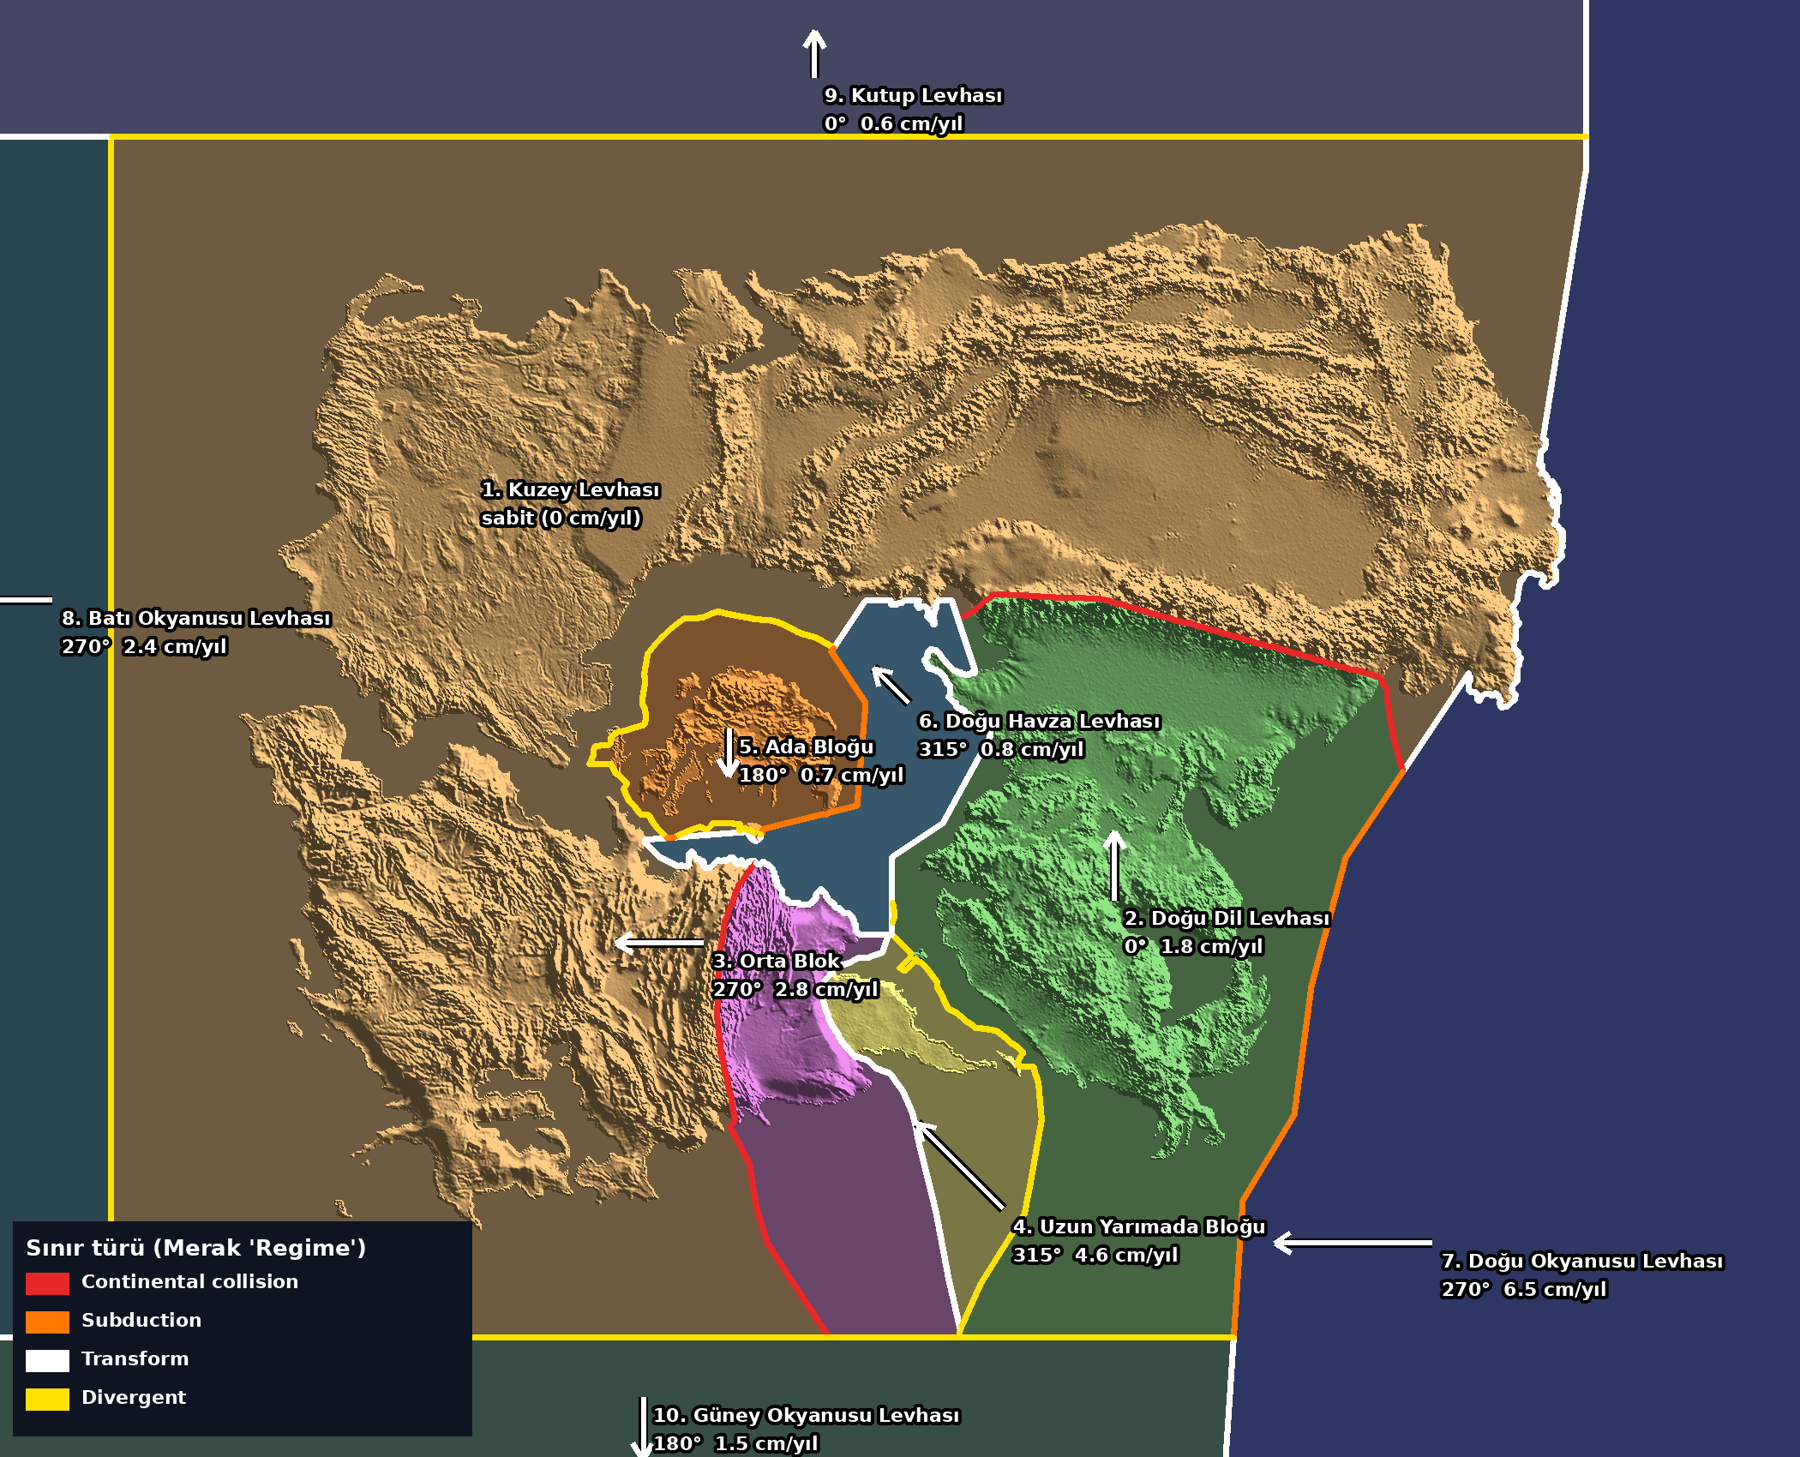 9. Kutup Levhası
0°  0.6 cm/yıl
1. Kuzey Levhası
sabit (0 cm/yıl)
8. Batı Okyanusu Levhası
270°  2.4 cm/yıl
6. Doğu Havza Levhası
315°  0.8 cm/yıl
5. Ada Bloğu
180°  0.7 cm/yıl
2. Doğu Dil Levhası
0°  1.8 cm/yıl
3. Orta Blok
270°  2.8 cm/yıl
4. Uzun Yarımada Bloğu
315°  4.6 cm/yıl
7. Doğu Okyanusu Levhası
270°  6.5 cm/yıl
Sınır türü (Merak 'Regime')
Continental collision
Subduction
Transform
Divergent
10. Güney Okyanusu Levhası
180°  1.5 cm/yıl